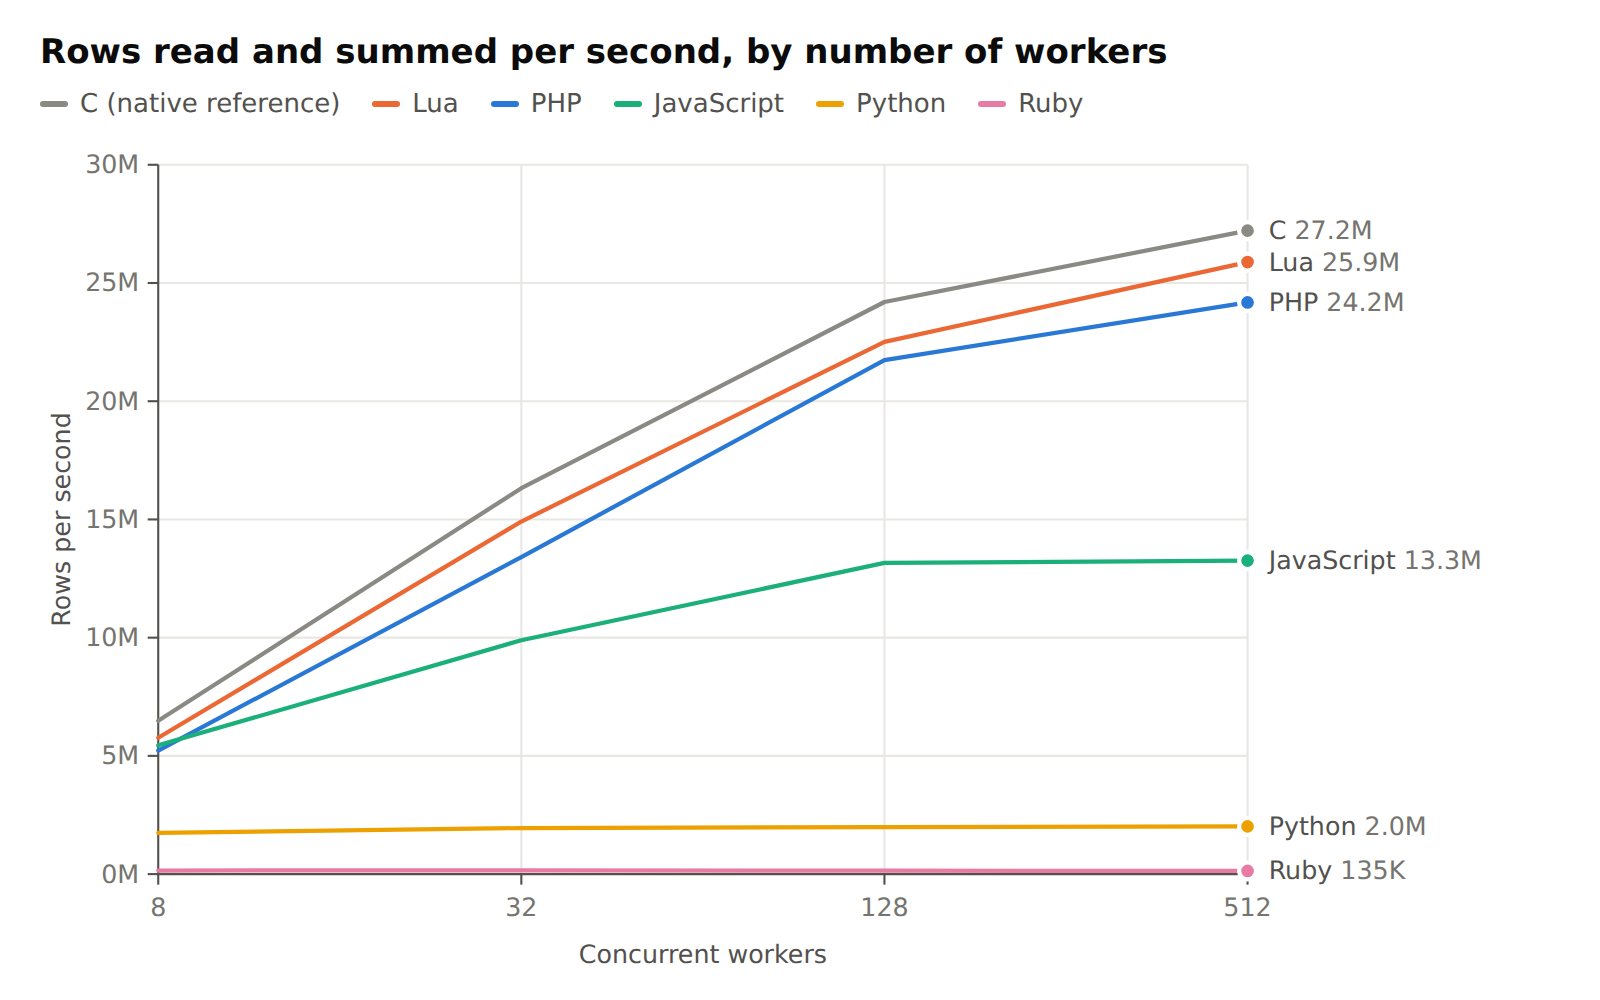 Rows read and summed per second, by number of workers
C (native reference) Lua PHP JavaScript Python Ruby
30M
25M
20M
15M
10M
5M
0M
Rows per second
C 27.2M
Lua 25.9M
PHP 24.2M
JavaScript 13.3M
Python 2.0M
Ruby 135K
8 32 128 512
Concurrent workers